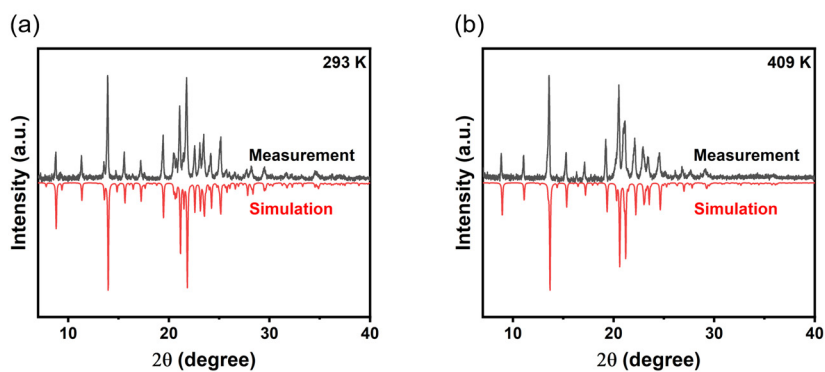 (a)
293 K
Intensity (a.u.)
Measurement
Simulation
10 20 30 40
2θ (degree)
(b)
409 K
Intensity (a.u.)
Measurement
Simulation
10 20 30 40
2θ (degree)